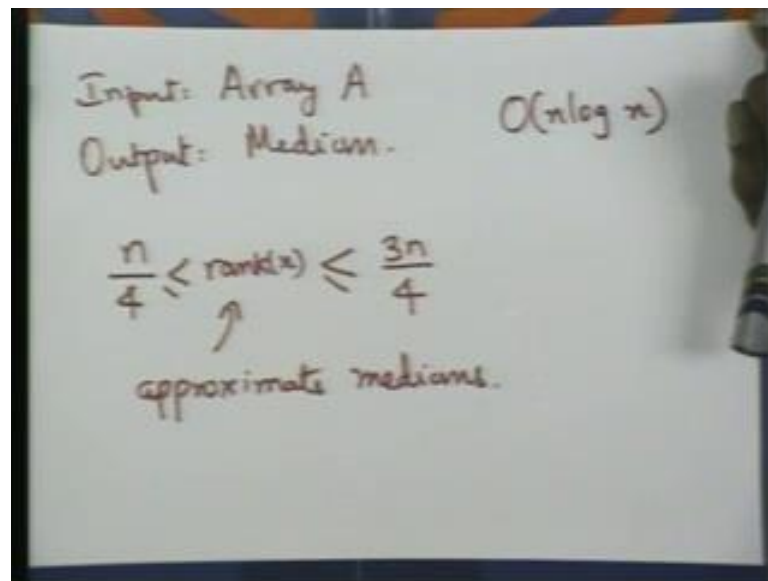 Input: Array A
O(nlog n)
Output: Median.
n/4 ≤ rank(x) ≤ 3n/4
approximate medians.